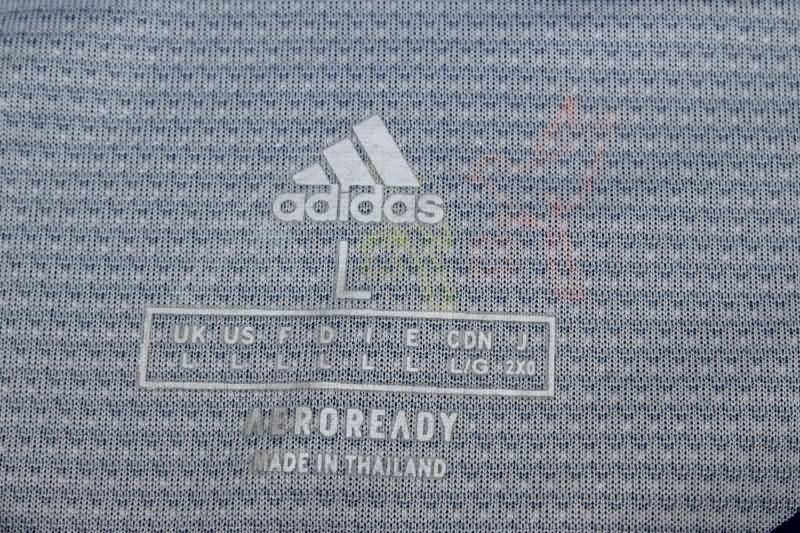 adidas
L
UK US F D I E CDN J
L L L L L L L/G 2XO
AEROREADY
MADE IN THAILAND